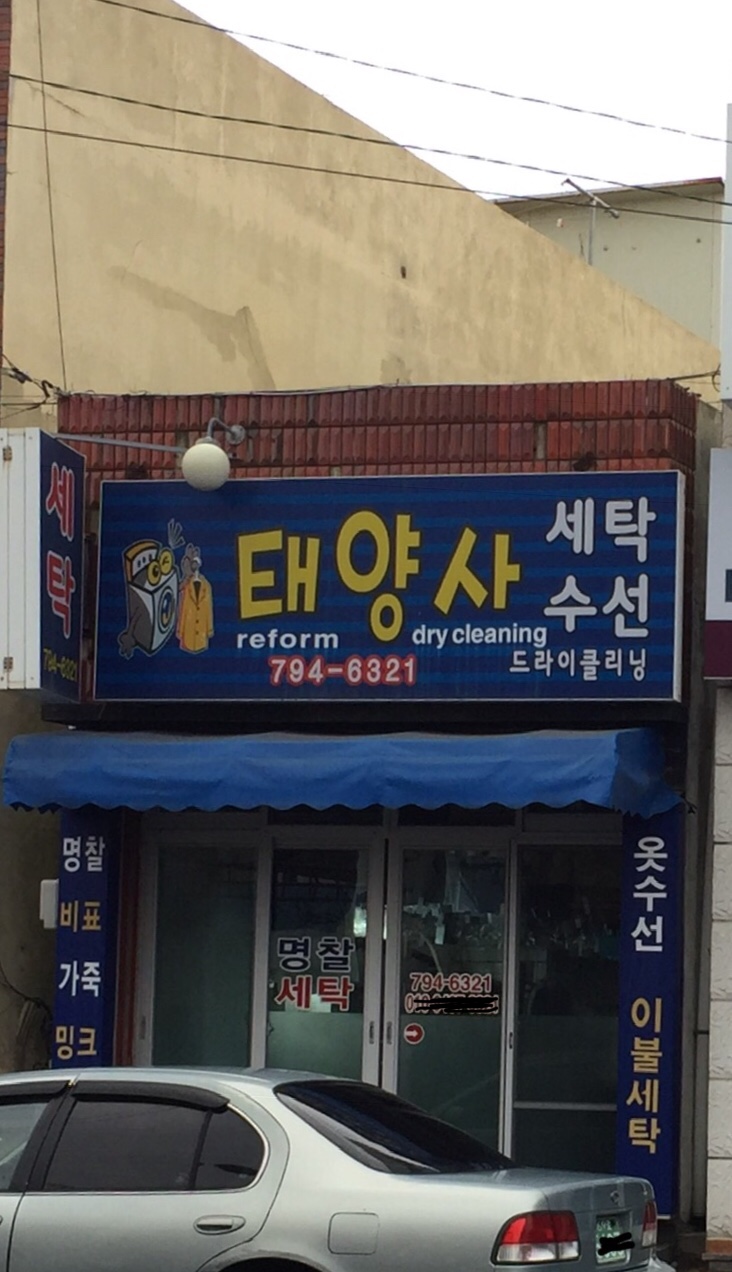 세탁
794-6321
태양사
reform dry cleaning
794-6321
세탁
수선
드라이클리닝
명찰
비표
가죽
밍크
명찰
세탁
794-6321
옷수선
이불세탁